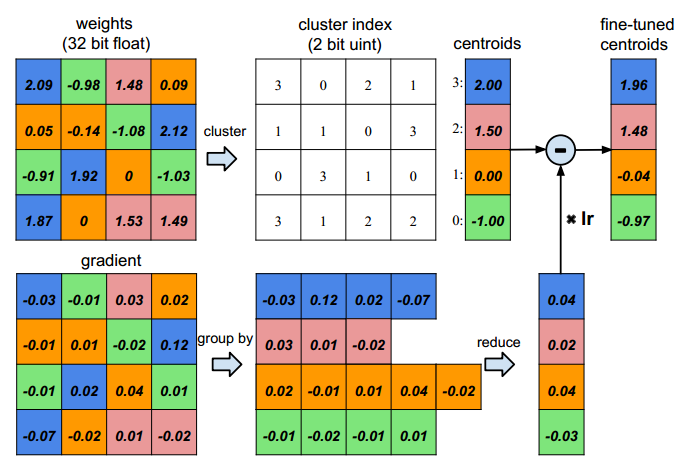 weights
(32 bit float)
cluster index
(2 bit uint)
centroids
fine-tuned
centroids
2.09 -0.98 1.48 0.09
3 0 2 1
3: 2.00
1.96
0.05 -0.14 -1.08 2.12
cluster
1 1 0 3
2: 1.50
1.48
-0.91 1.92 0 -1.03
0 3 1 0
1: 0.00
-0.04
1.87 0 1.53 1.49
3 1 2 2
0: -1.00
-0.97
× lr
gradient
-0.03 -0.01 0.03 0.02
-0.03 0.12 0.02 -0.07
0.04
-0.01 0.01 -0.02 0.12
group by
0.03 0.01 -0.02
reduce
0.02
-0.01 0.02 0.04 0.01
0.02 -0.01 0.01 0.04 -0.02
0.04
-0.07 -0.02 0.01 -0.02
-0.01 -0.02 -0.01 0.01
-0.03